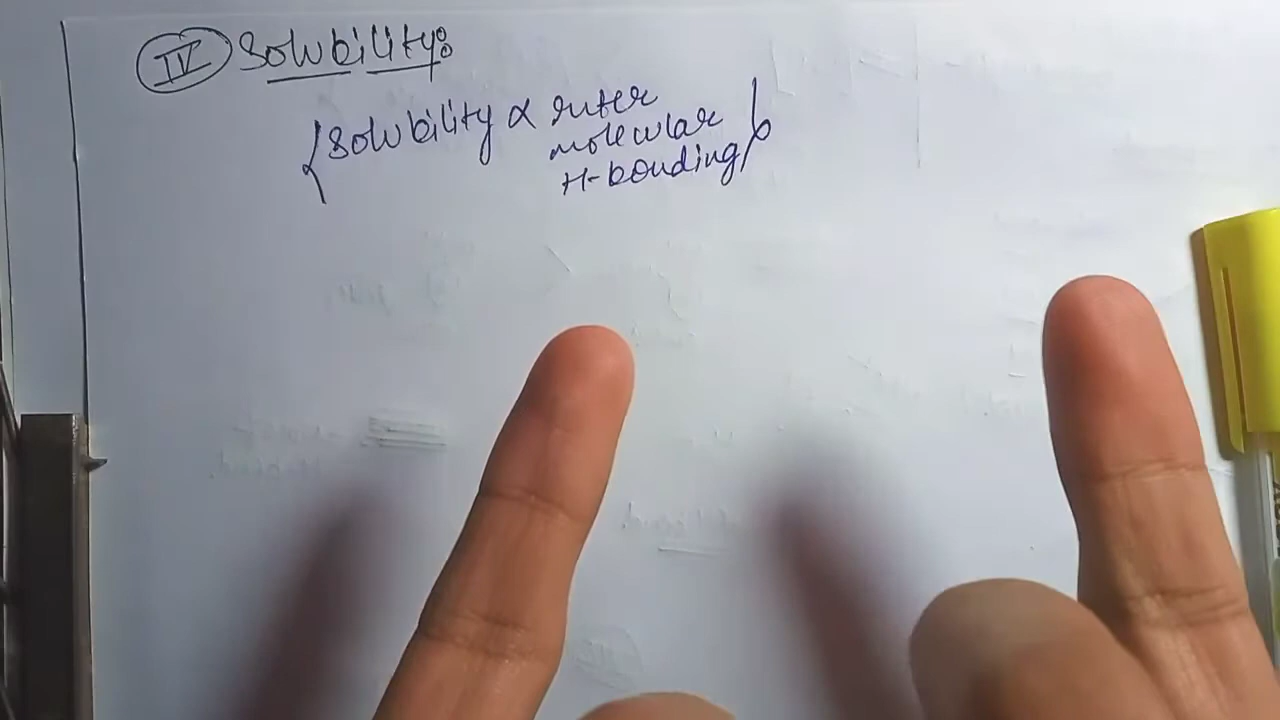 IV Solubility:
{Solubility ∝ Inter
molecular
H-bonding}